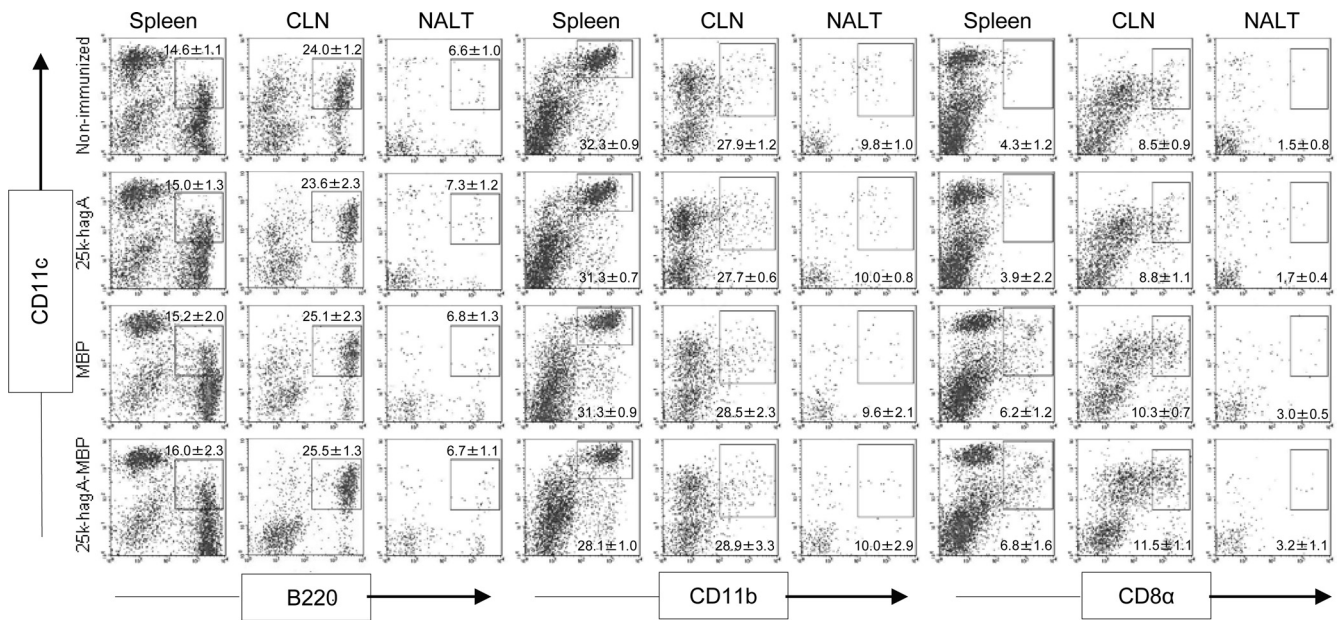 Spleen CLN NALT Spleen CLN NALT Spleen CLN NALT
CD11c
Non-immunized
14.6±1.1 24.0±1.2 6.6±1.0 32.3±0.9 27.9±1.2 9.8±1.0 4.3±1.2 8.5±0.9 1.5±0.8
25k-hagA
15.0±1.3 23.6±2.3 7.3±1.2 31.3±0.7 27.7±0.6 10.0±0.8 3.9±2.2 8.8±1.1 1.7±0.4
MBP
15.2±2.0 25.1±2.3 6.8±1.3 31.3±0.9 28.5±2.3 9.6±2.1 6.2±1.2 10.3±0.7 3.0±0.5
25k-hagA-MBP
16.0±2.3 25.5±1.3 6.7±1.1 28.1±1.0 28.9±3.3 10.0±2.9 6.8±1.6 11.5±1.1 3.2±1.1
B220 CD11b CD8α